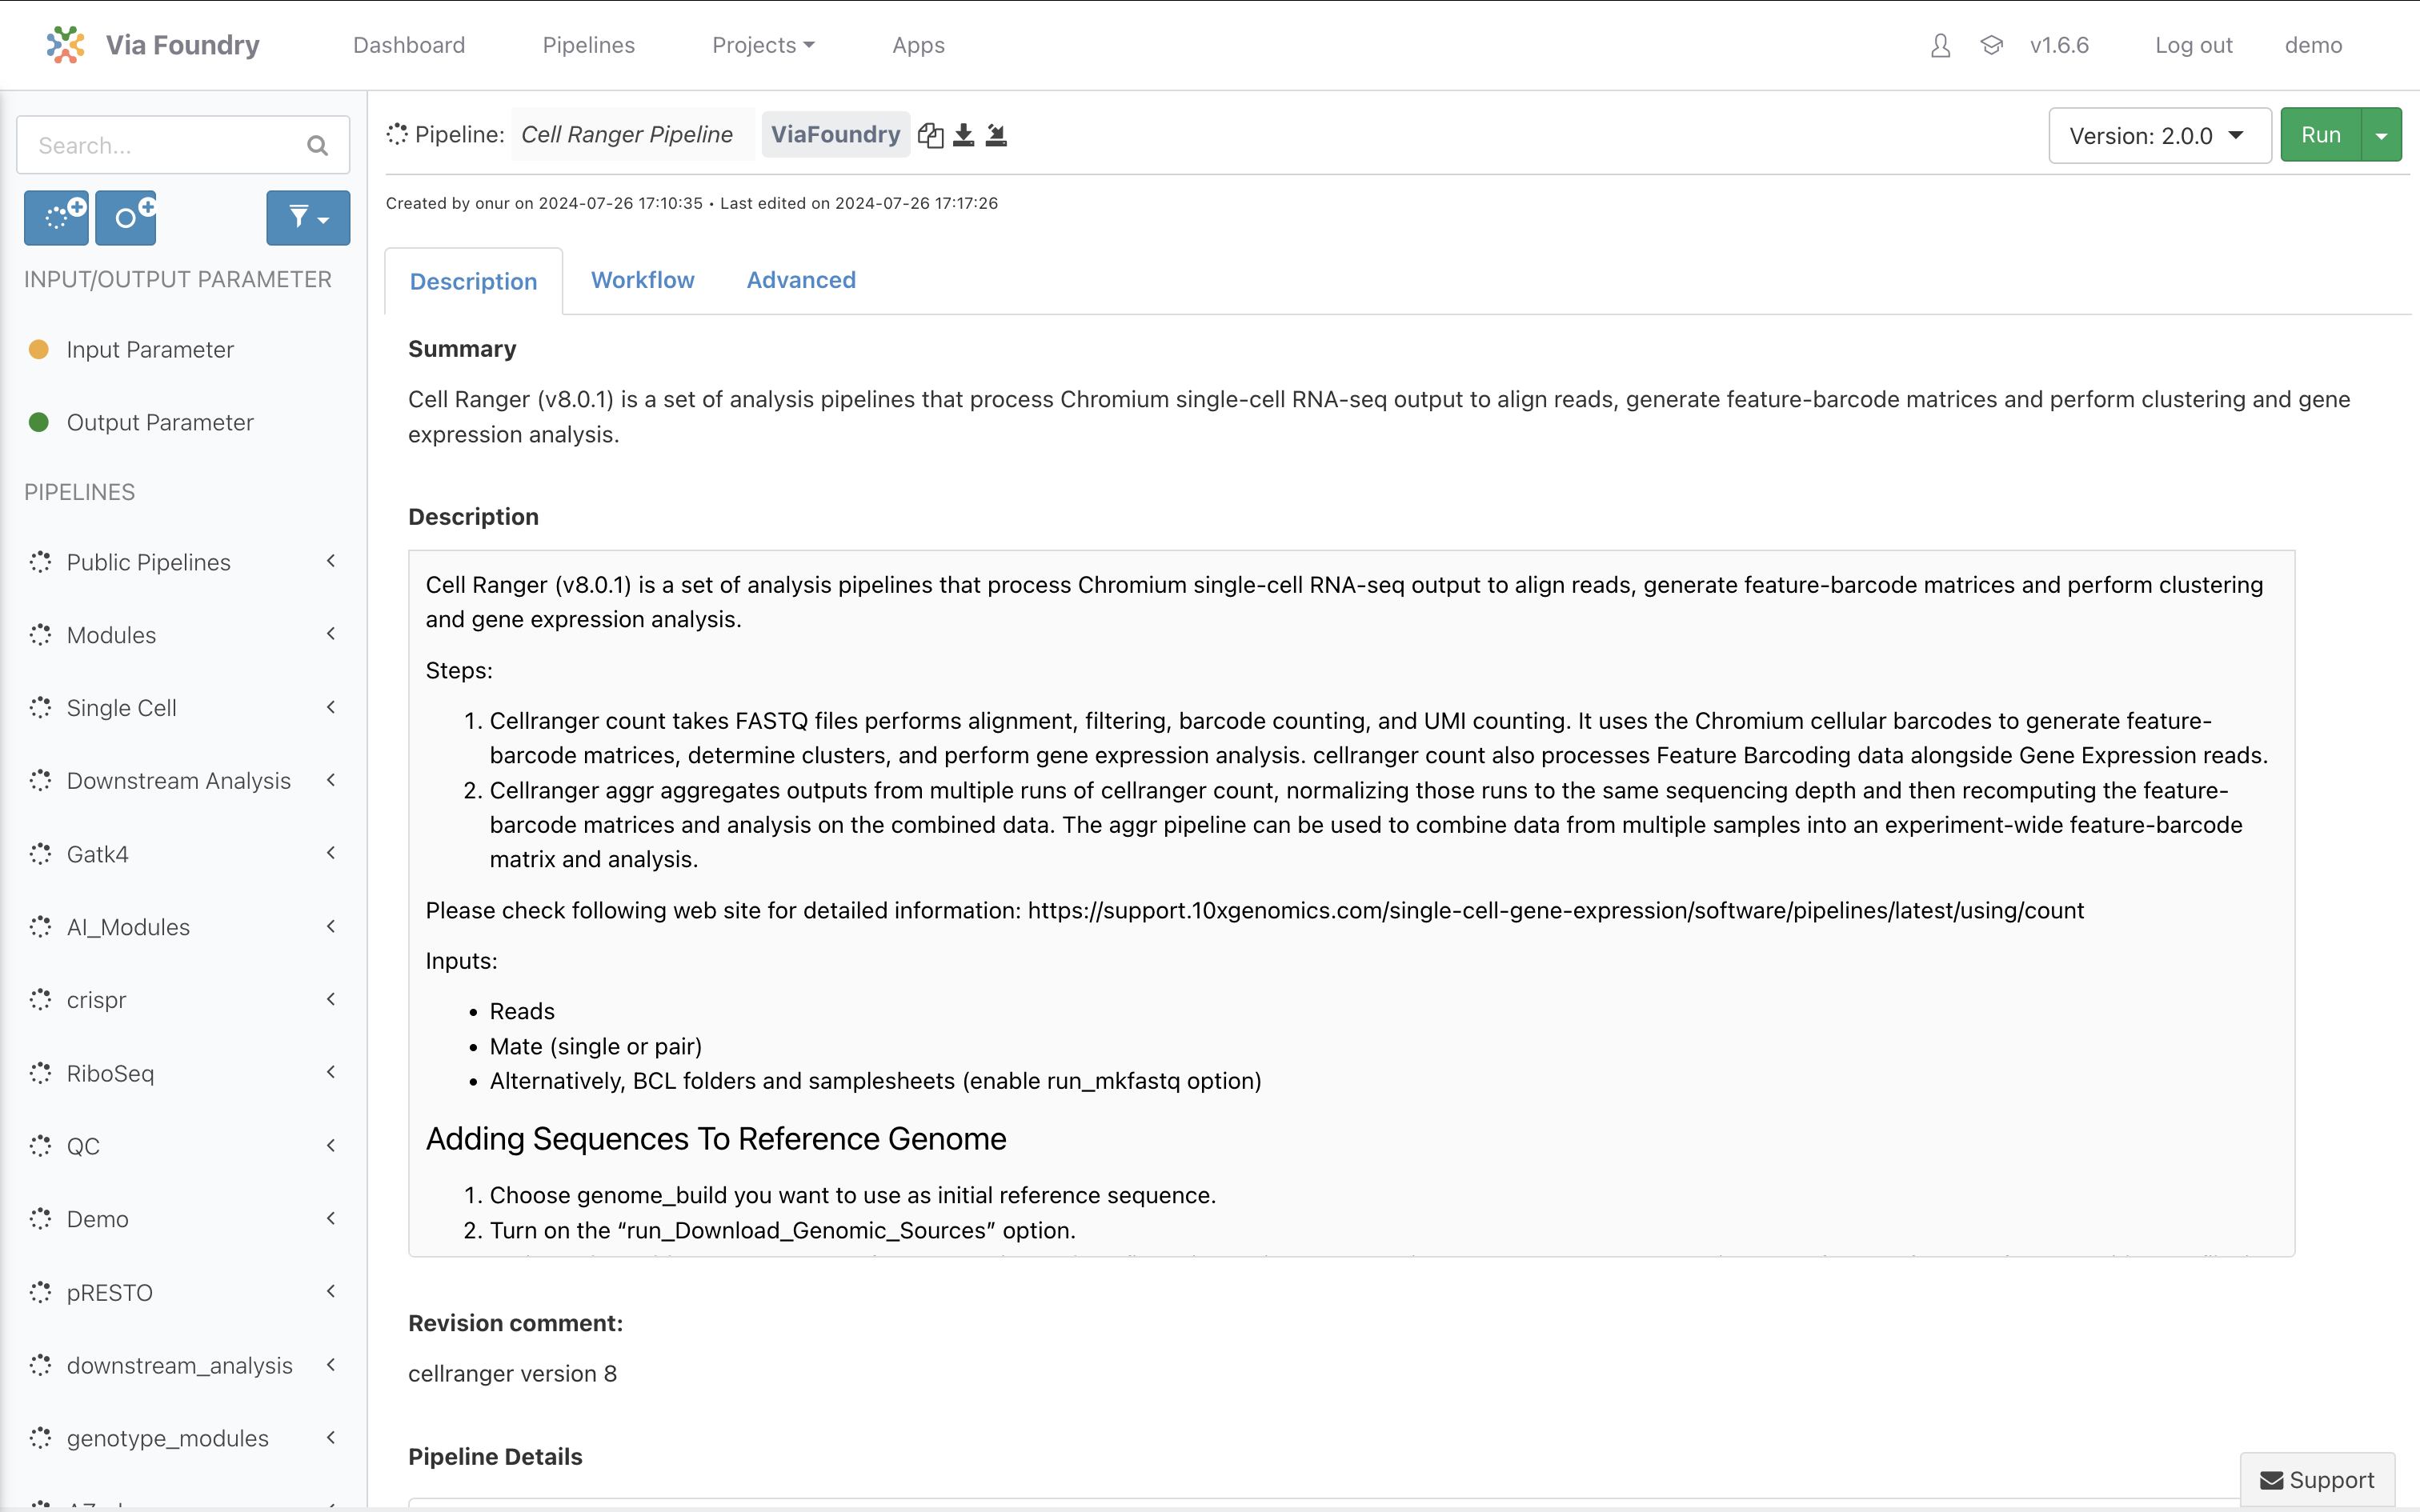 Via Foundry
Dashboard
Pipelines
Projects
Apps
v1.6.6
Log out
demo
Search...
INPUT/OUTPUT PARAMETER
Input Parameter
Output Parameter
PIPELINES
Public Pipelines
Modules
Single Cell
Downstream Analysis
Gatk4
AI_Modules
crispr
RiboSeq
QC
Demo
pRESTO
downstream_analysis
genotype_modules
Pipeline: Cell Ranger Pipeline ViaFoundry
Version: 2.0.0
Run
Created by onur on 2024-07-26 17:10:35 • Last edited on 2024-07-26 17:17:26
Description
Workflow
Advanced
Summary
Cell Ranger (v8.0.1) is a set of analysis pipelines that process Chromium single-cell RNA-seq output to align reads, generate feature-barcode matrices and perform clustering and gene
expression analysis.
Description
Cell Ranger (v8.0.1) is a set of analysis pipelines that process Chromium single-cell RNA-seq output to align reads, generate feature-barcode matrices and perform clustering
and gene expression analysis.
Steps:
1. Cellranger count takes FASTQ files performs alignment, filtering, barcode counting, and UMI counting. It uses the Chromium cellular barcodes to generate feature-
barcode matrices, determine clusters, and perform gene expression analysis. cellranger count also processes Feature Barcoding data alongside Gene Expression reads.
2. Cellranger aggr aggregates outputs from multiple runs of cellranger count, normalizing those runs to the same sequencing depth and then recomputing the feature-
barcode matrices and analysis on the combined data. The aggr pipeline can be used to combine data from multiple samples into an experiment-wide feature-barcode
matrix and analysis.
Please check following web site for detailed information: https://support.10xgenomics.com/single-cell-gene-expression/software/pipelines/latest/using/count
Inputs:
• Reads
• Mate (single or pair)
• Alternatively, BCL folders and samplesheets (enable run_mkfastq option)
Adding Sequences To Reference Genome
1. Choose genome_build you want to use as initial reference sequence.
2. Turn on the “run_Download_Genomic_Sources” option.
Revision comment:
cellranger version 8
Pipeline Details
Support